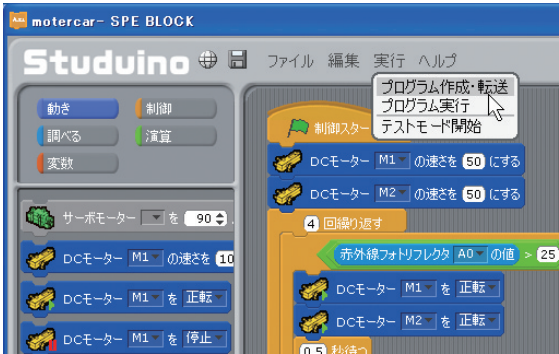 motercar- SPE BLOCK
Studuino ファイル 編集 実行 ヘルプ
プログラム作成・転送
プログラム実行
テストモード開始
動き 制御
調べる 演算
変数
サーボモーター を 90
DCモーター M1 の速さを 10
DCモーター M1 を 正転
DCモーター M1 を 停止
制御スター
DCモーター M1 の速さを 50 にする
DCモーター M2 の速さを 50 にする
4 回繰り返す
赤外線フォトリフレクタ A0 の値 > 25
DCモーター M1 を 正転
DCモーター M2 を 正転
0.5 秒待つ